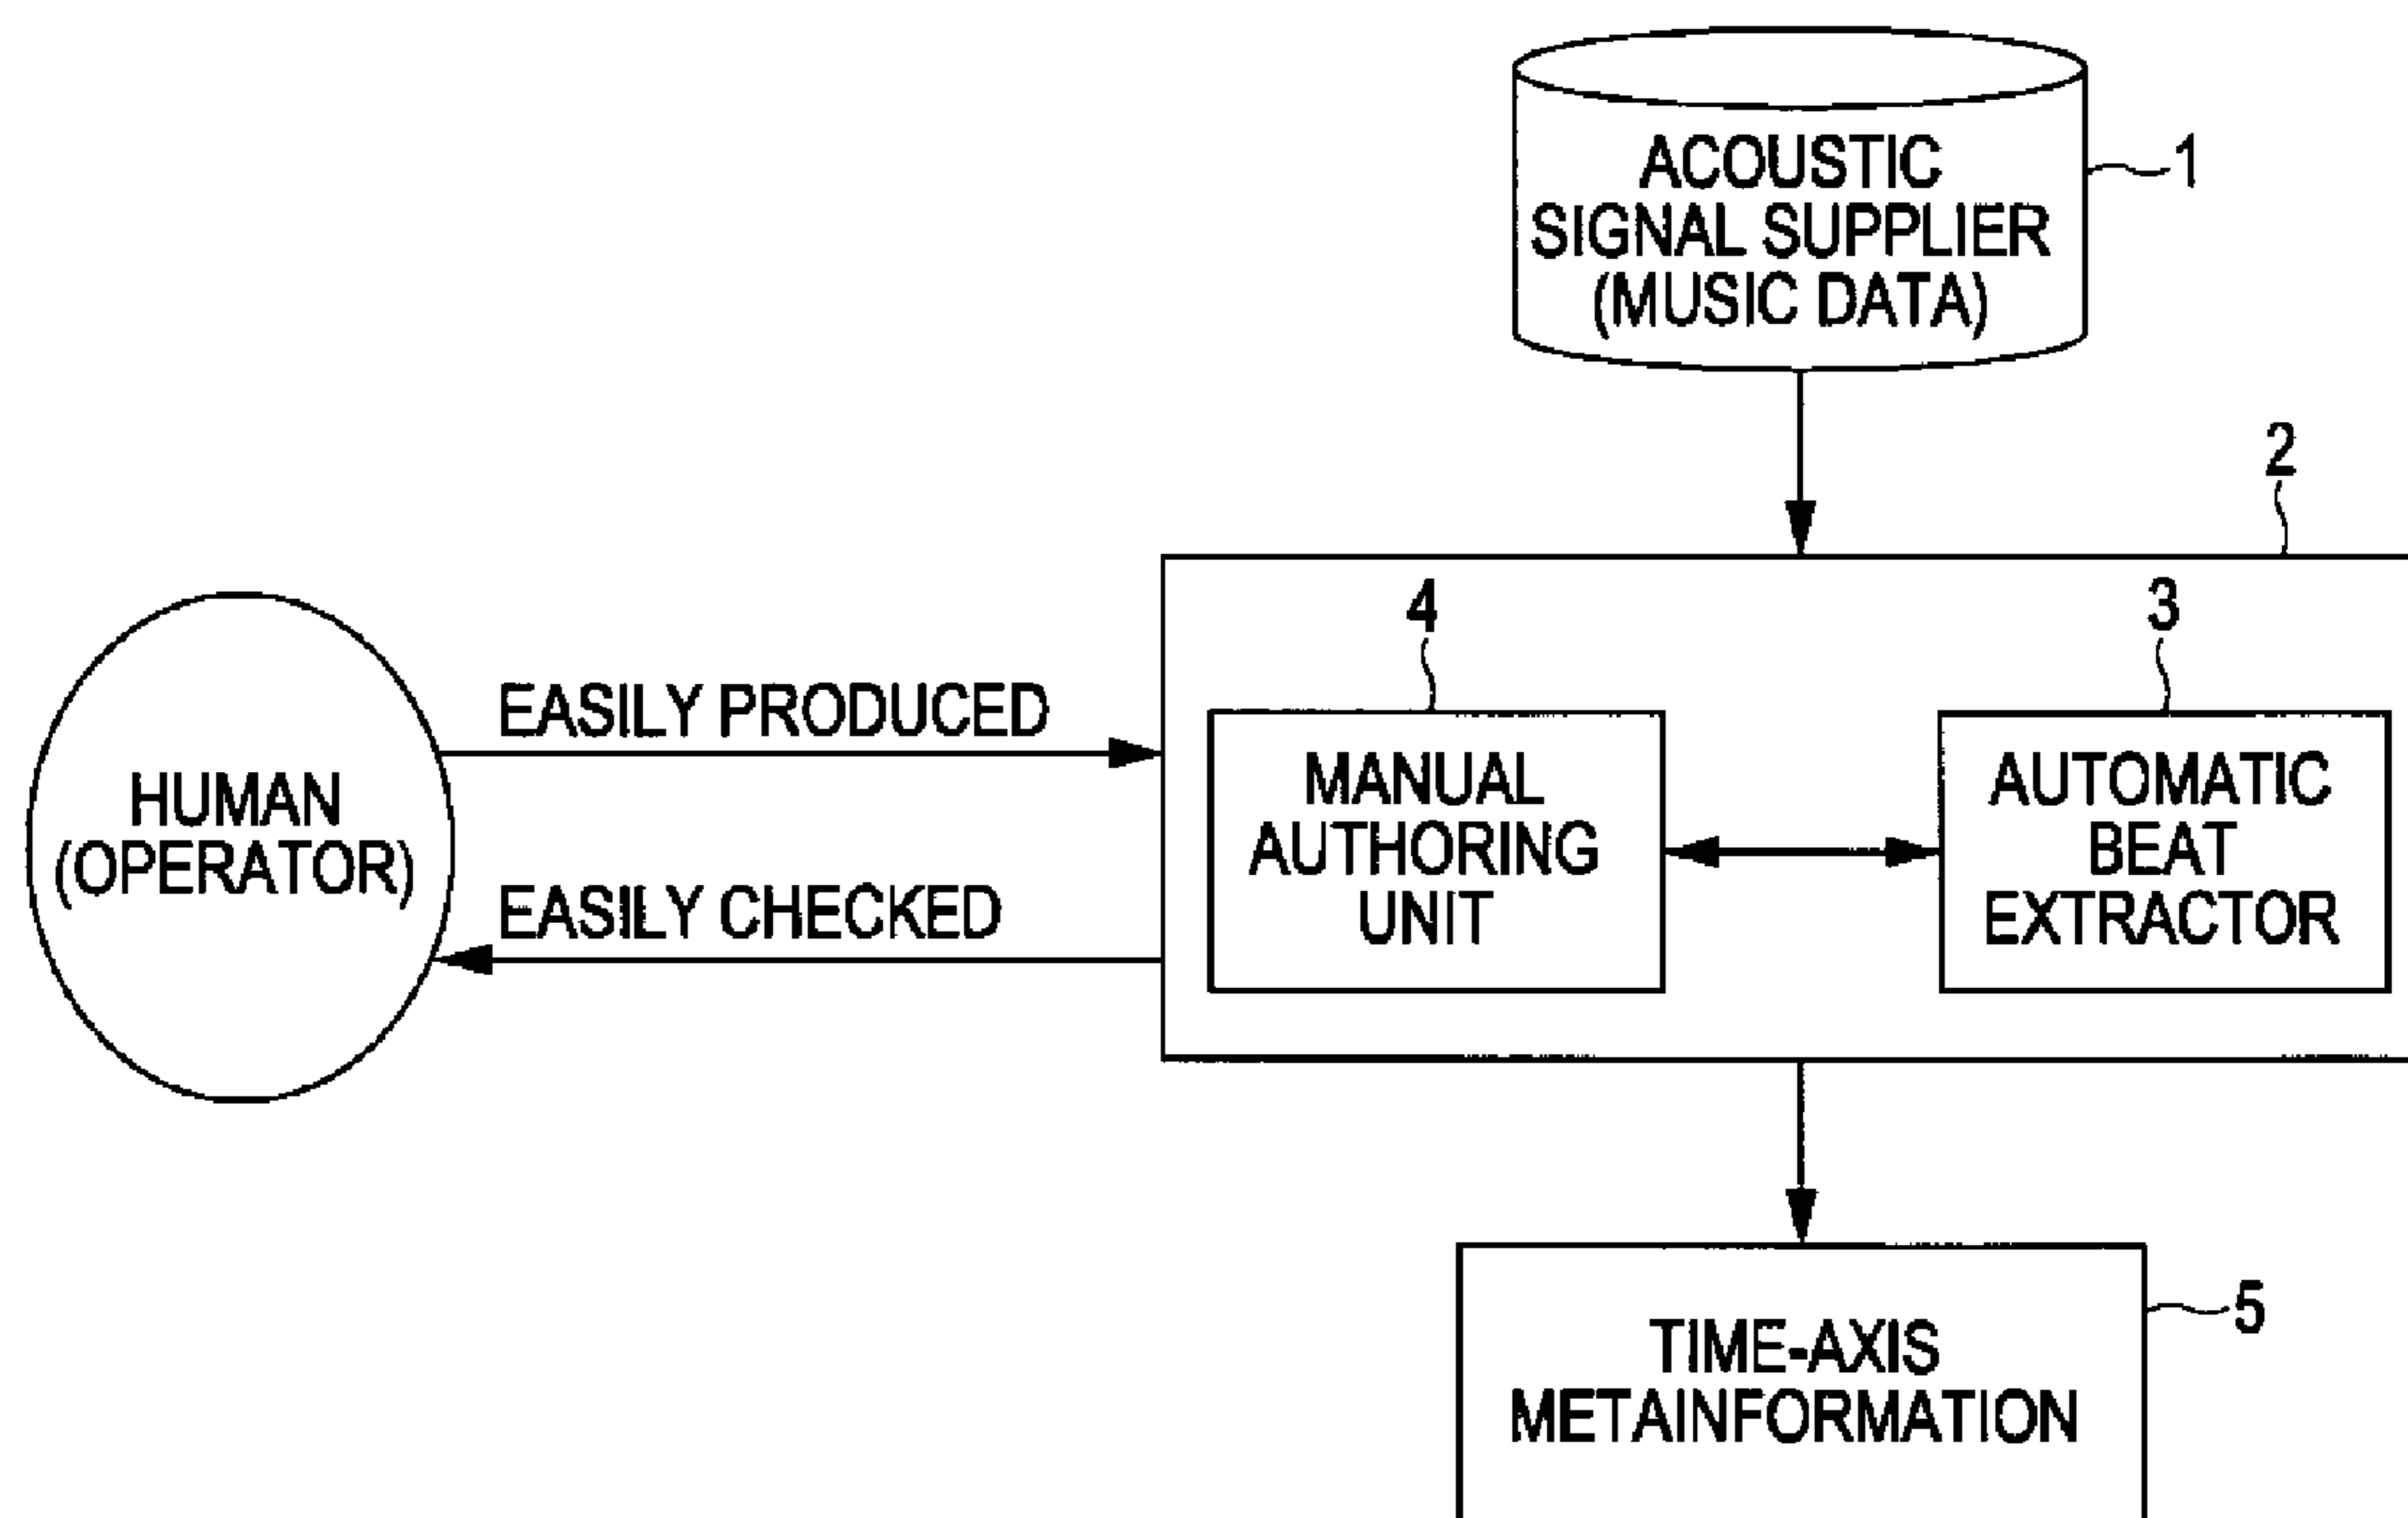 ACOUSTIC
SIGNAL SUPPLIER
(MUSIC DATA)
1
2
4
3
EASILY PRODUCED
HUMAN
(OPERATOR)
EASILY CHECKED
MANUAL
AUTHORING
UNIT
AUTOMATIC
BEAT
EXTRACTOR
TIME-AXIS
METAINFORMATION
5